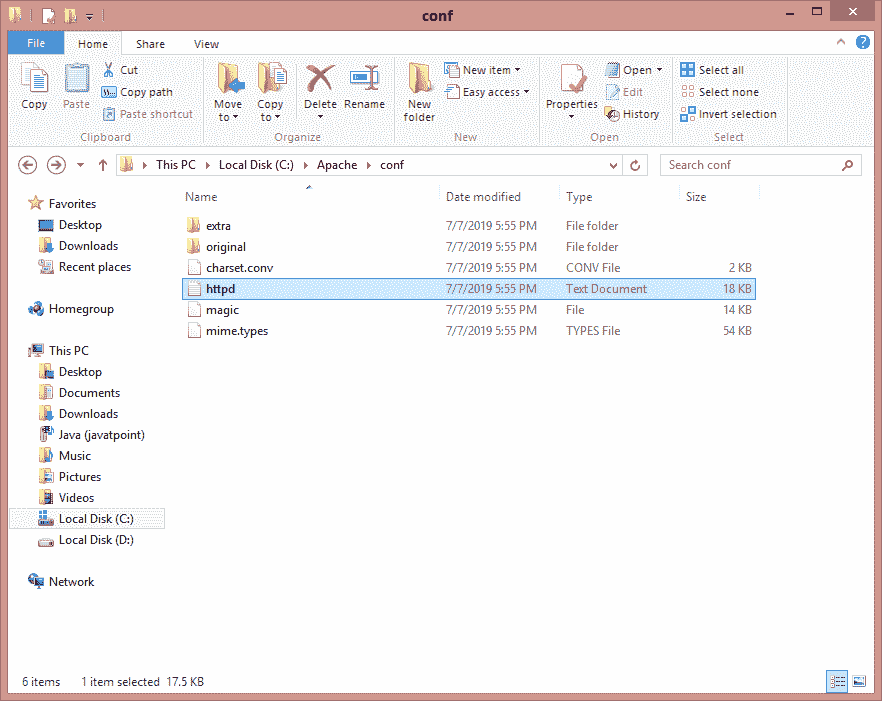 conf
File Home Share View
Copy Paste Cut Copy path Paste shortcut
Clipboard
Move to Copy to Delete Rename
Organize
New folder New item Easy access
New
Properties Open Edit History
Open
Select all Select none Invert selection
Select
This PC Local Disk (C:) Apache conf Search conf
Name Date modified Type Size
extra 7/7/2019 5:55 PM File folder
original 7/7/2019 5:55 PM File folder
charset.conv 7/7/2019 5:55 PM CONV File 2 KB
httpd 7/7/2019 5:55 PM Text Document 18 KB
magic 7/7/2019 5:55 PM File 14 KB
mime.types 7/7/2019 5:55 PM TYPES File 54 KB
Favorites
Desktop
Downloads
Recent places
Homegroup
This PC
Desktop
Documents
Downloads
Java (javatpoint)
Music
Pictures
Videos
Local Disk (C:)
Local Disk (D:)
Network
6 items 1 item selected 17.5 KB